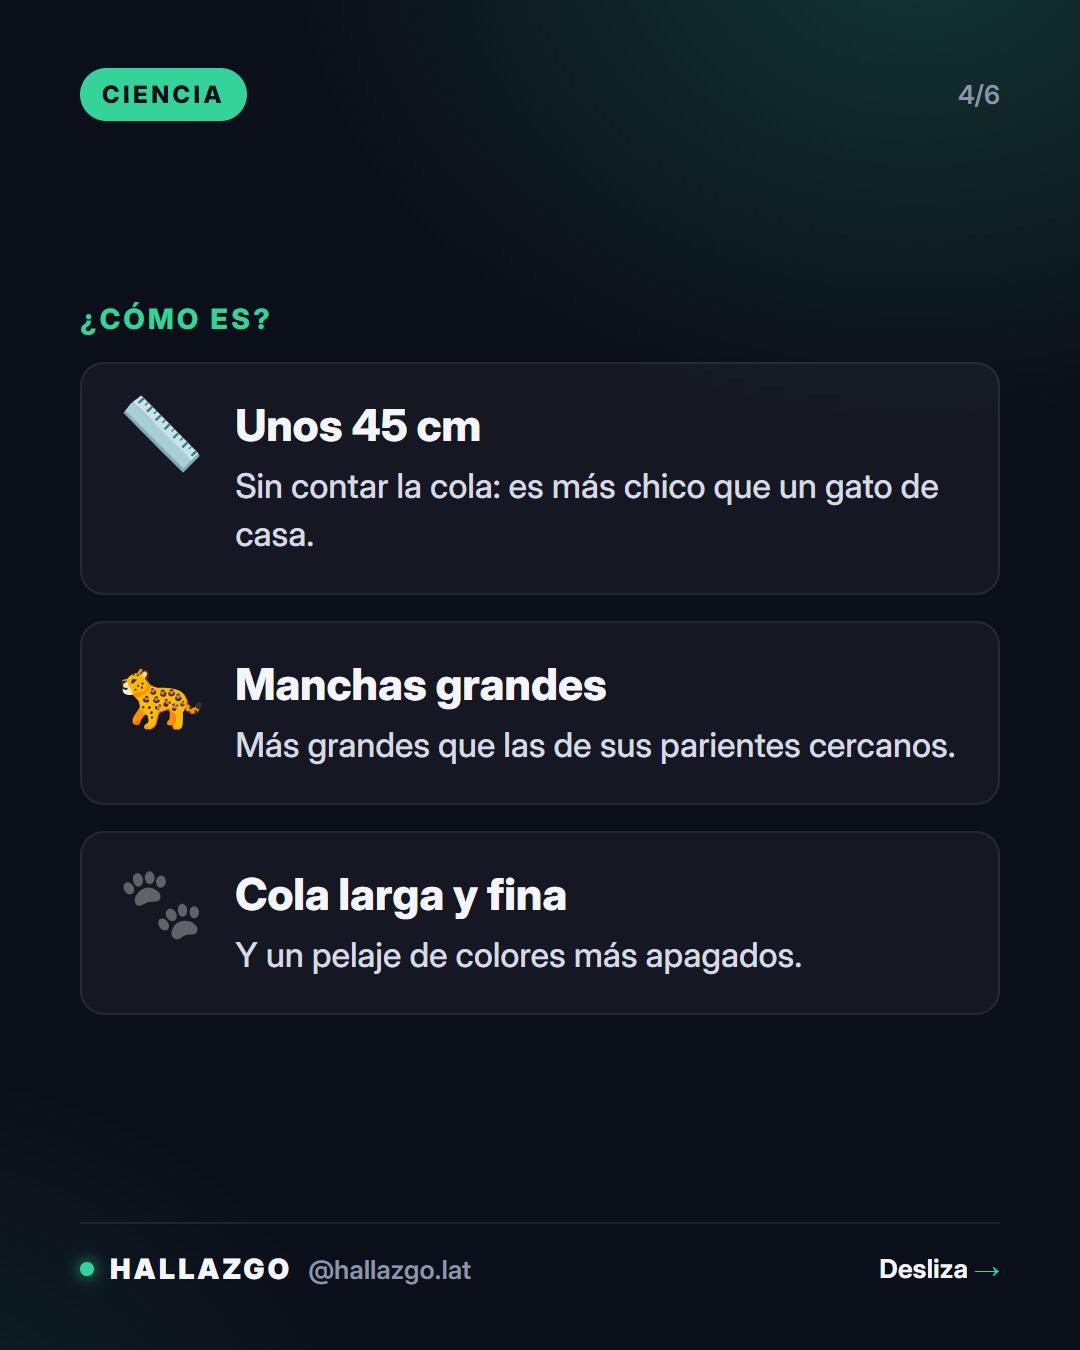 CIENCIA
4/6
¿CÓMO ES?
Unos 45 cm
Sin contar la cola: es más chico que un gato de
casa.
Manchas grandes
Más grandes que las de sus parientes cercanos.
Cola larga y fina
Y un pelaje de colores más apagados.
HALLAZGO @hallazgo.lat
Desliza →